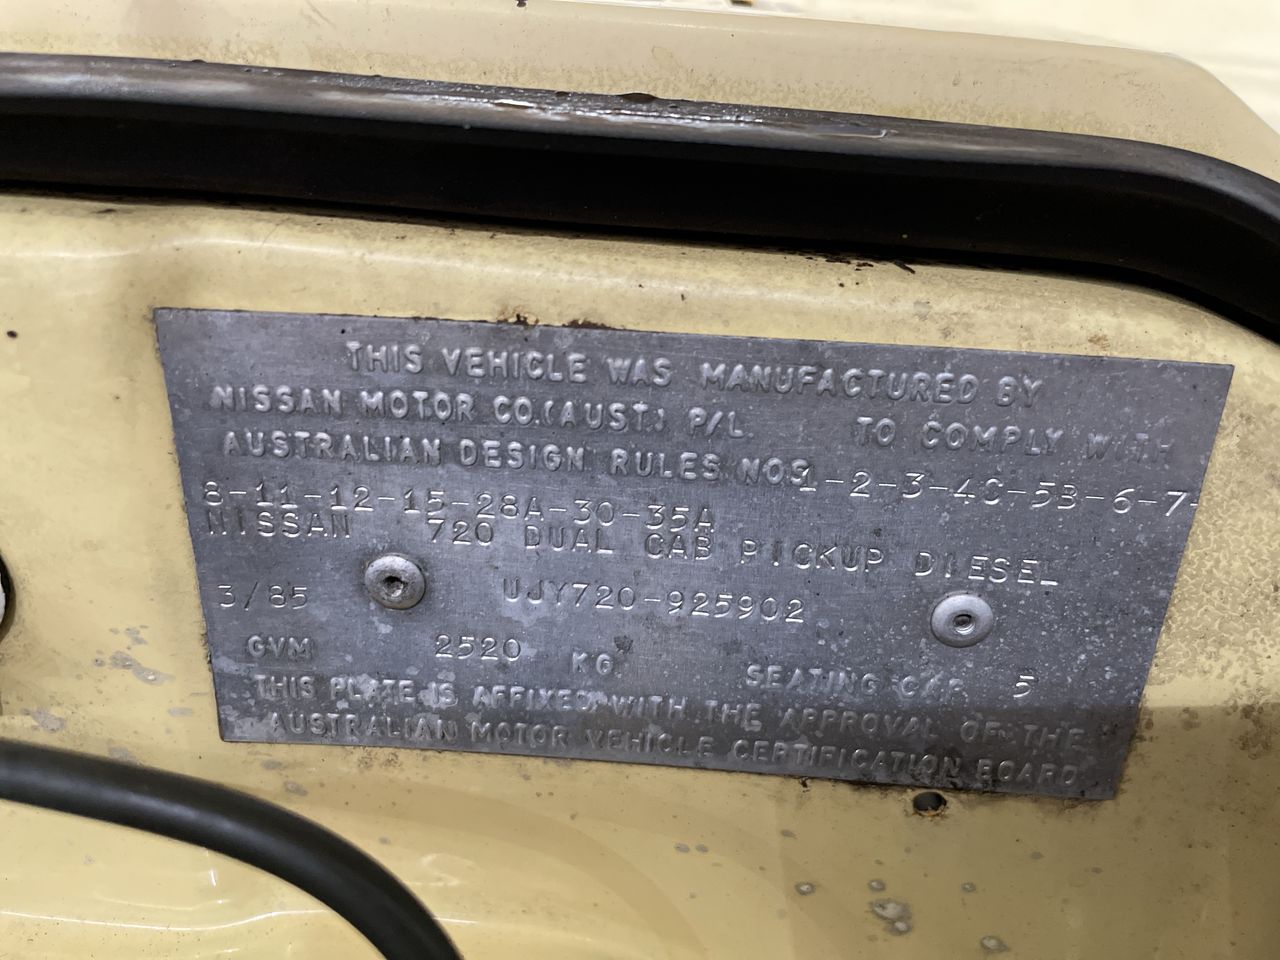 THIS VEHICLE WAS MANUFACTURED BY
NISSAN MOTOR CO.(AUST.) P/L. TO COMPLY WITH
AUSTRALIAN DESIGN RULES NOS 1-2-3-4C-5B-6-7-
8-11-12-15-28A-30-35A
NISSAN 720 DUAL CAB PICKUP DIESEL
3/85 UJY720-925902
GVM 2520 KG SEATING CAP. 5
THIS PLATE IS AFFIXED WITH THE APPROVAL OF THE
AUSTRALIAN MOTOR VEHICLE CERTIFICATION BOARD